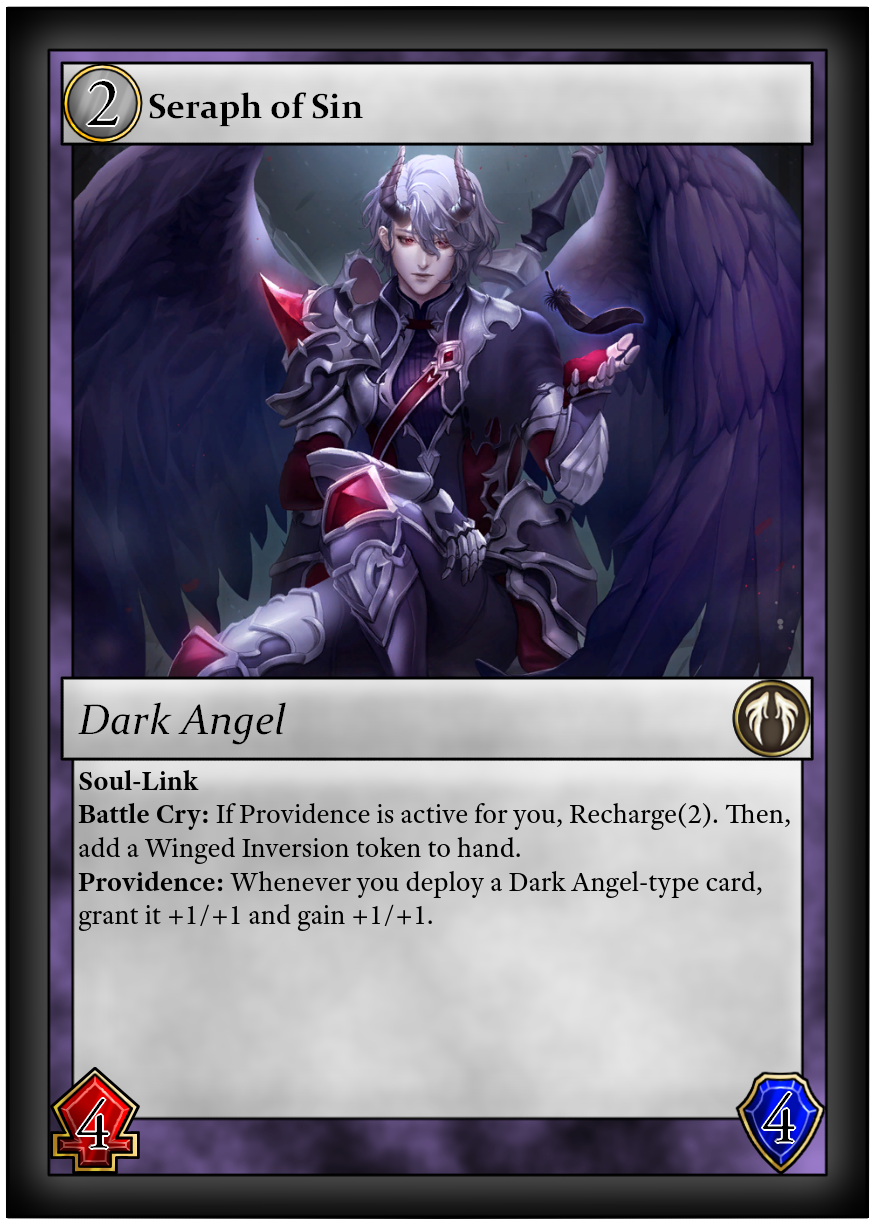 2 Seraph of Sin
Dark Angel
Soul-Link
Battle Cry: If Providence is active for you, Recharge(2). Then,
add a Winged Inversion token to hand.
Providence: Whenever you deploy a Dark Angel-type card,
grant it +1/+1 and gain +1/+1.
4 4